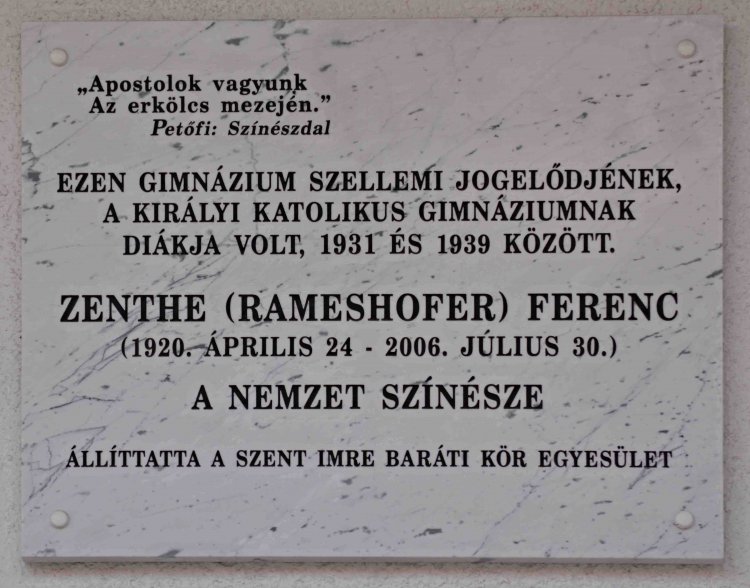 „Apostolok vagyunk
Az erkölcs mezején.”
Petőfi: Színészdal
EZEN GIMNÁZIUM SZELLEMI JOGELŐDJÉNEK,
A KIRÁLYI KATOLIKUS GIMNÁZIUMNAK
DIÁKJA VOLT, 1931 ÉS 1939 KÖZÖTT.
ZENTHE (RAMESHOFER) FERENC
(1920. ÁPRILIS 24 - 2006. JÚLIUS 30.)
A NEMZET SZÍNÉSZE
ÁLLÍTTATTA A SZENT IMRE BARÁTI KÖR EGYESÜLET